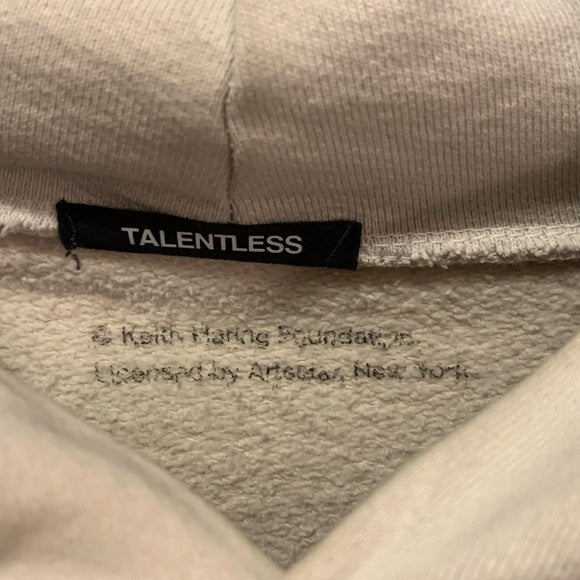 TALENTLESS
© Keith Haring Foundation.
Licensed by Artestar, New York.